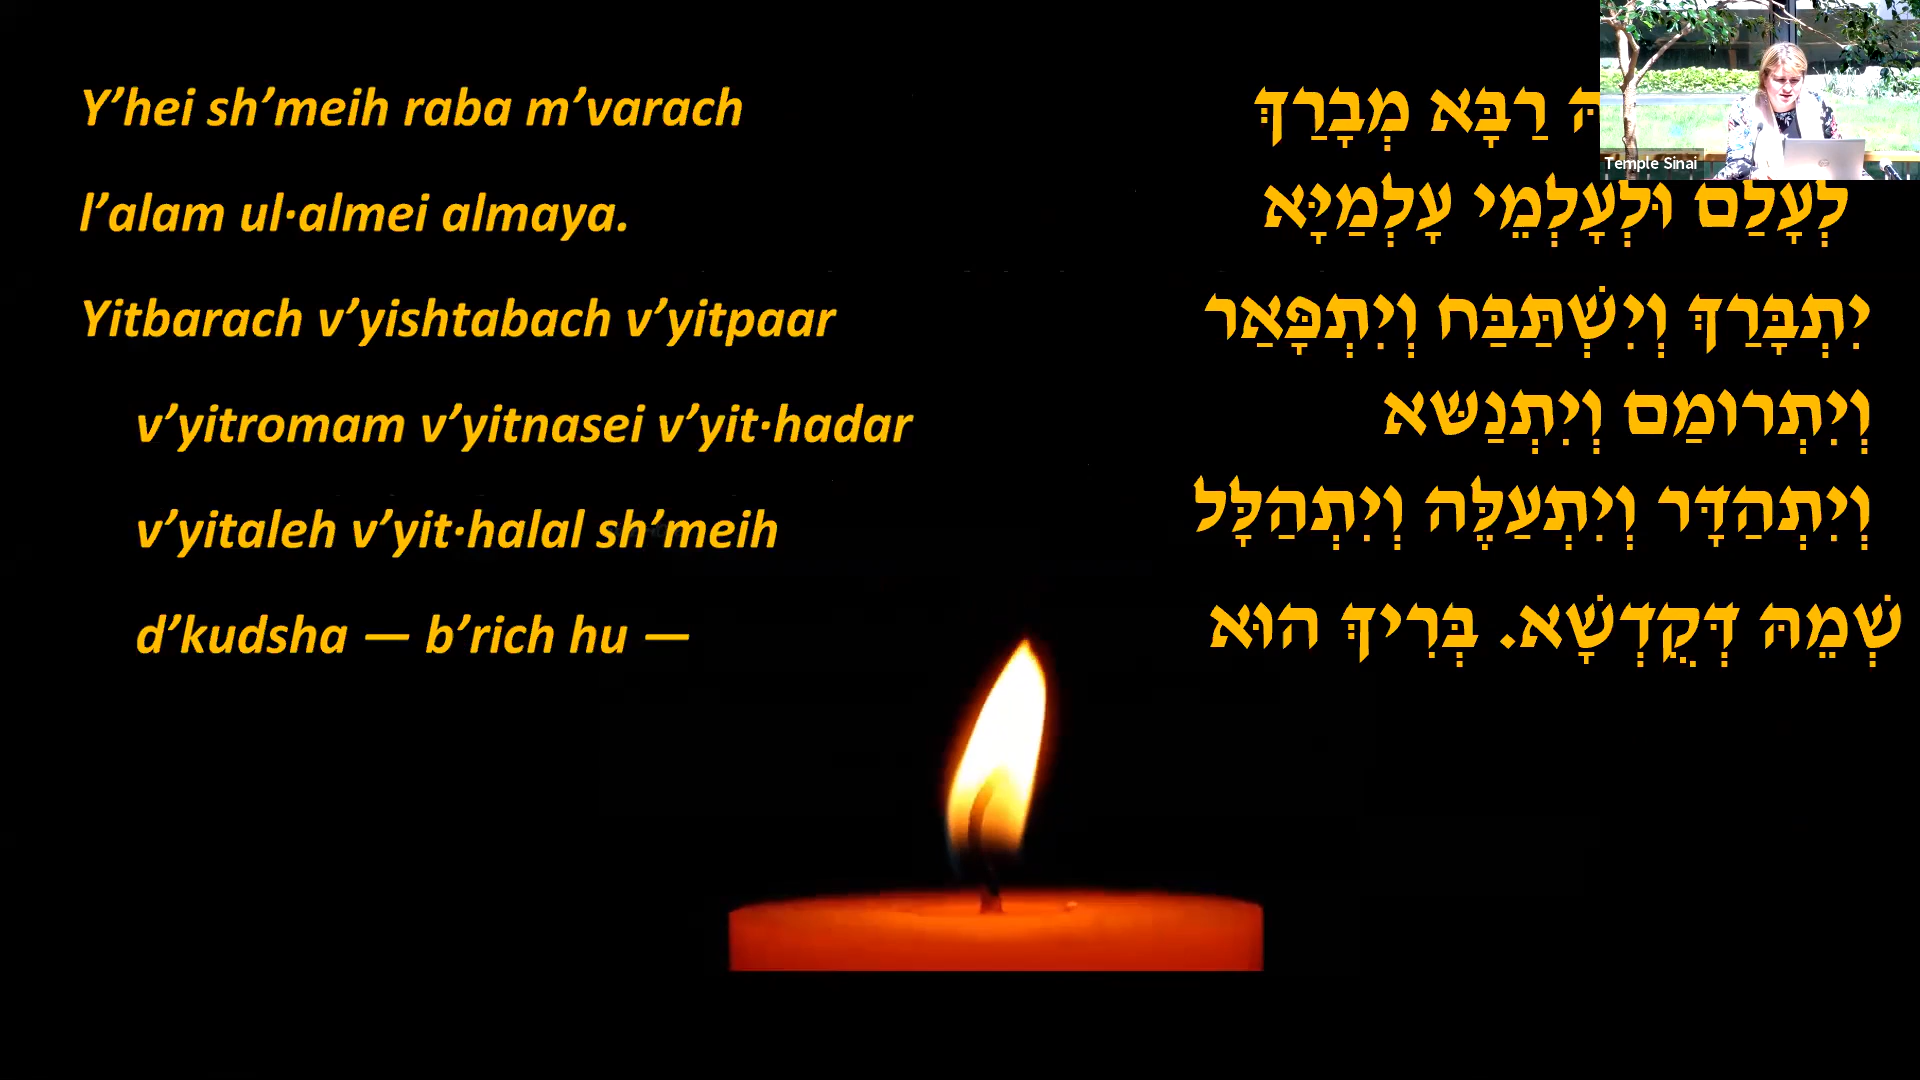 Y’hei sh’meih raba m’varach
l’alam ul·almei almaya.
Yitbarach v’yishtabach v’yitpaar
v’yitromam v’yitnasei v’yit·hadar
v’yitaleh v’yit·halal sh’meih
d’kudsha — b’rich hu —
רַבָּא מְבָרַךְ
לְעָלַם וּלְעָלְמֵי עָלְמַיָּא
יִתְבָּרַךְ וְיִשְׁתַּבַּח וְיִתְפָּאַר
וְיִתְרוֹמַם וְיִתְנַשֵּׂא
וְיִתְהַדָּר וְיִתְעַלֶּה וְיִתְהַלָּל
שְׁמֵהּ דְּקֻדְשָׁא. בְּרִיךְ הוּא
Temple Sinai